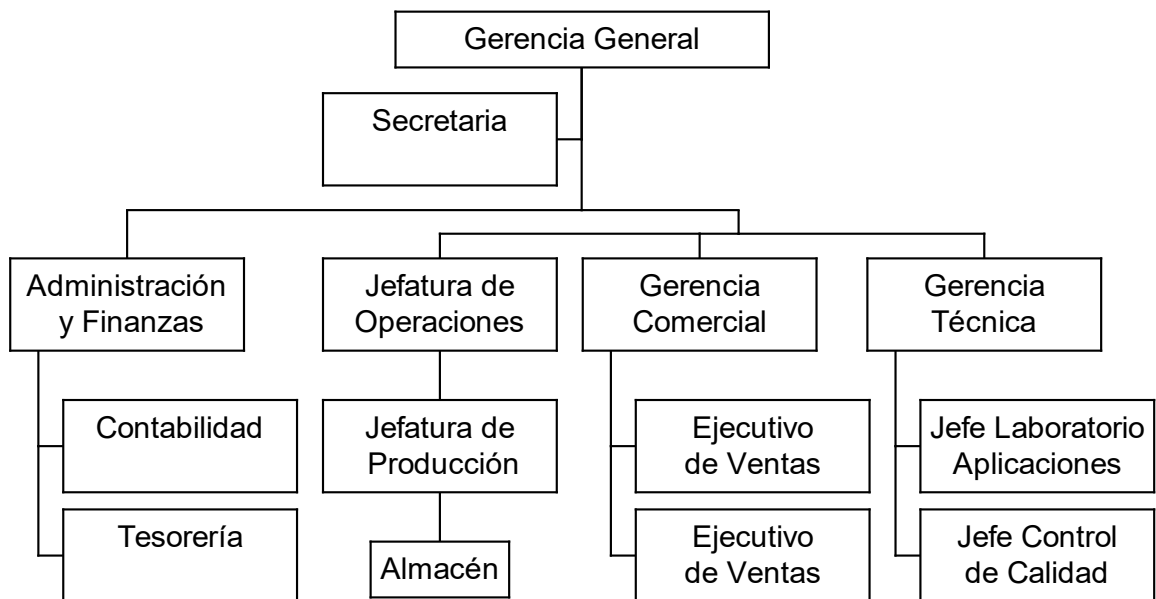 Gerencia General
Secretaria
Administración
y Finanzas
Jefatura de
Operaciones
Gerencia
Comercial
Gerencia
Técnica
Contabilidad
Jefatura de
Producción
Ejecutivo
de Ventas
Jefe Laboratorio
Aplicaciones
Tesorería
Almacén
Ejecutivo
de Ventas
Jefe Control
de Calidad